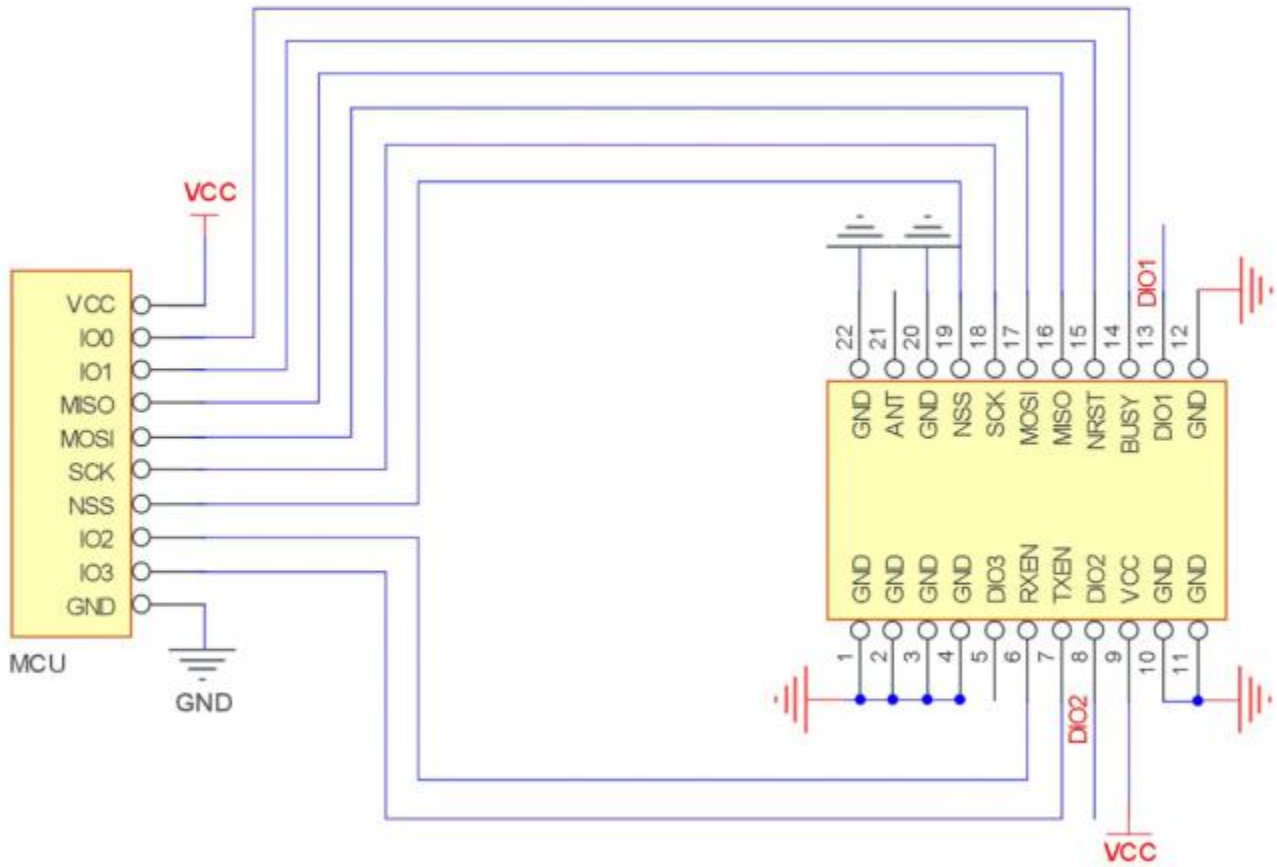 VCC
VCC
IO0
IO1
MISO
MOSI
SCK
NSS
IO2
IO3
GND
MCU
GND
DIO1
22 21 20 19 18 17 16 15 14 13 12
GND ANT GND NSS SCK MOSI MISO NRST BUSY DIO1 GND
GND GND GND GND DIO3 RXEN TXEN DIO2 VCC GND GND
1 2 3 4 5 6 7 8 9 10 11
DIO2
VCC